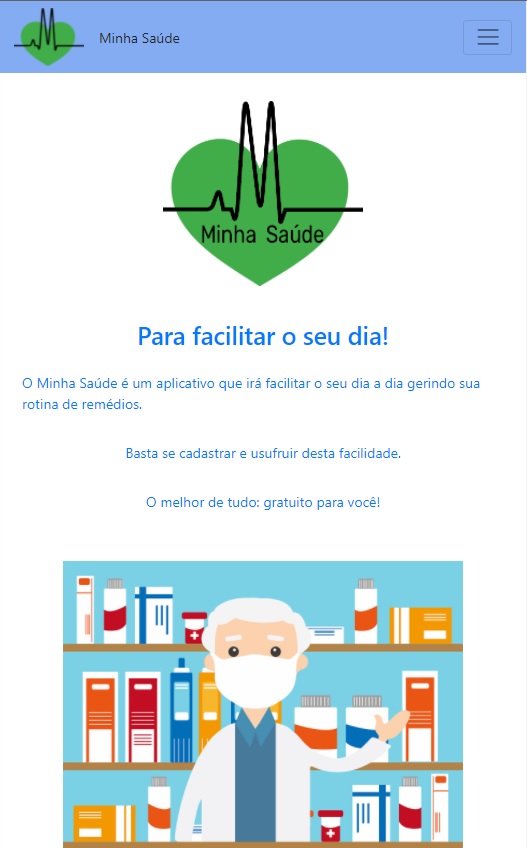 Minha Saúde
Minha Saúde
Para facilitar o seu dia!
O Minha Saúde é um aplicativo que irá facilitar o seu dia a dia gerindo sua
rotina de remédios.
Basta se cadastrar e usufruir desta facilidade.
O melhor de tudo: gratuito para você!